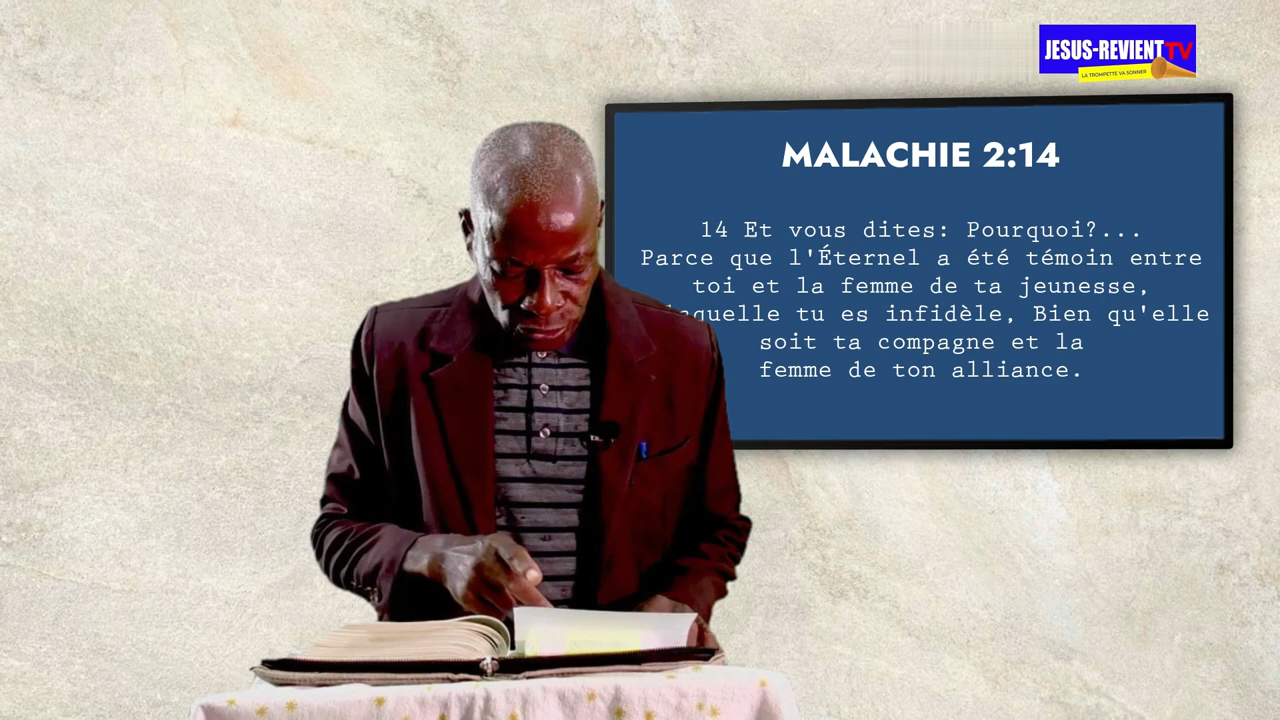 JESUS-REVIENT TV
LA TROMPETTE VA SONNER
MALACHIE 2:14
14 Et vous dites: Pourquoi?...
Parce que l'Éternel a été témoin entre
toi et la femme de ta jeunesse,
tu es infidèle, Bien qu'elle
soit ta compagne et la
femme de ton alliance.